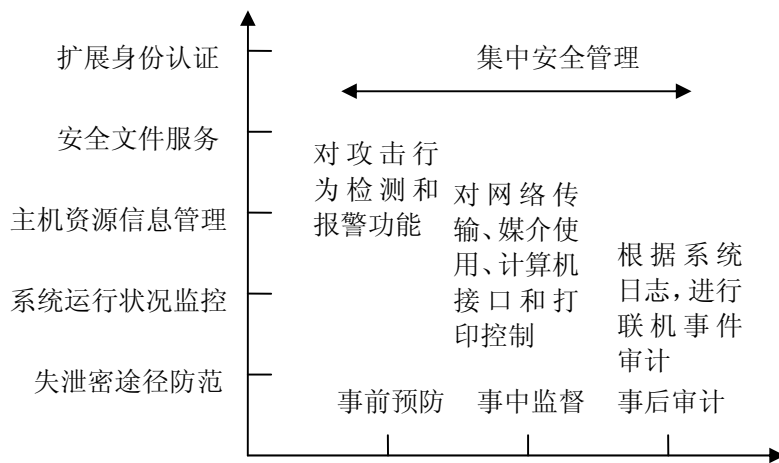 扩展身份认证
集中安全管理
安全文件服务
对攻击行
为检测和
报警功能
对网络传
输、媒介使
用、计算机
接口和打
印控制
主机资源信息管理
根据系统
日志，进行
联机事件
审计
系统运行状况监控
失泄密途径防范
事前预防
事中监督
事后审计